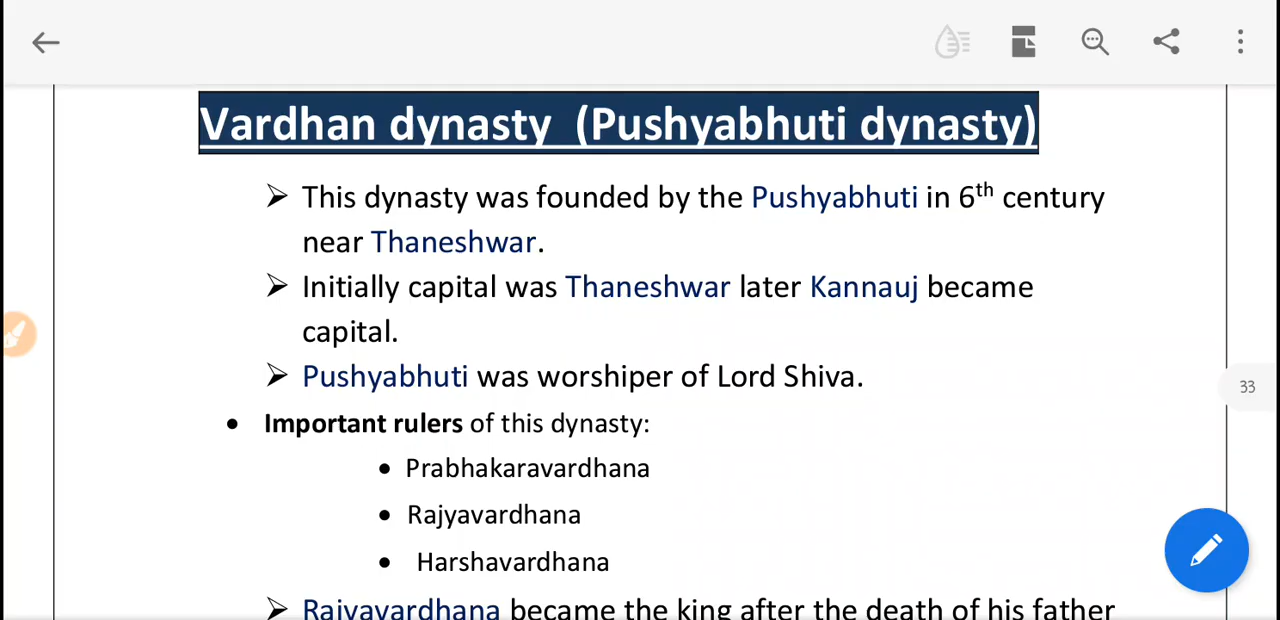 Vardhan dynasty (Pushyabhuti dynasty)
➢ This dynasty was founded by the Pushyabhuti in 6th century
near Thaneshwar.
➢ Initially capital was Thaneshwar later Kannauj became
capital.
➢ Pushyabhuti was worshiper of Lord Shiva.
• Important rulers of this dynasty:
• Prabhakaravardhana
• Rajyavardhana
• Harshavardhana
➢ Rajyavardhana became the king after the death of his father
33